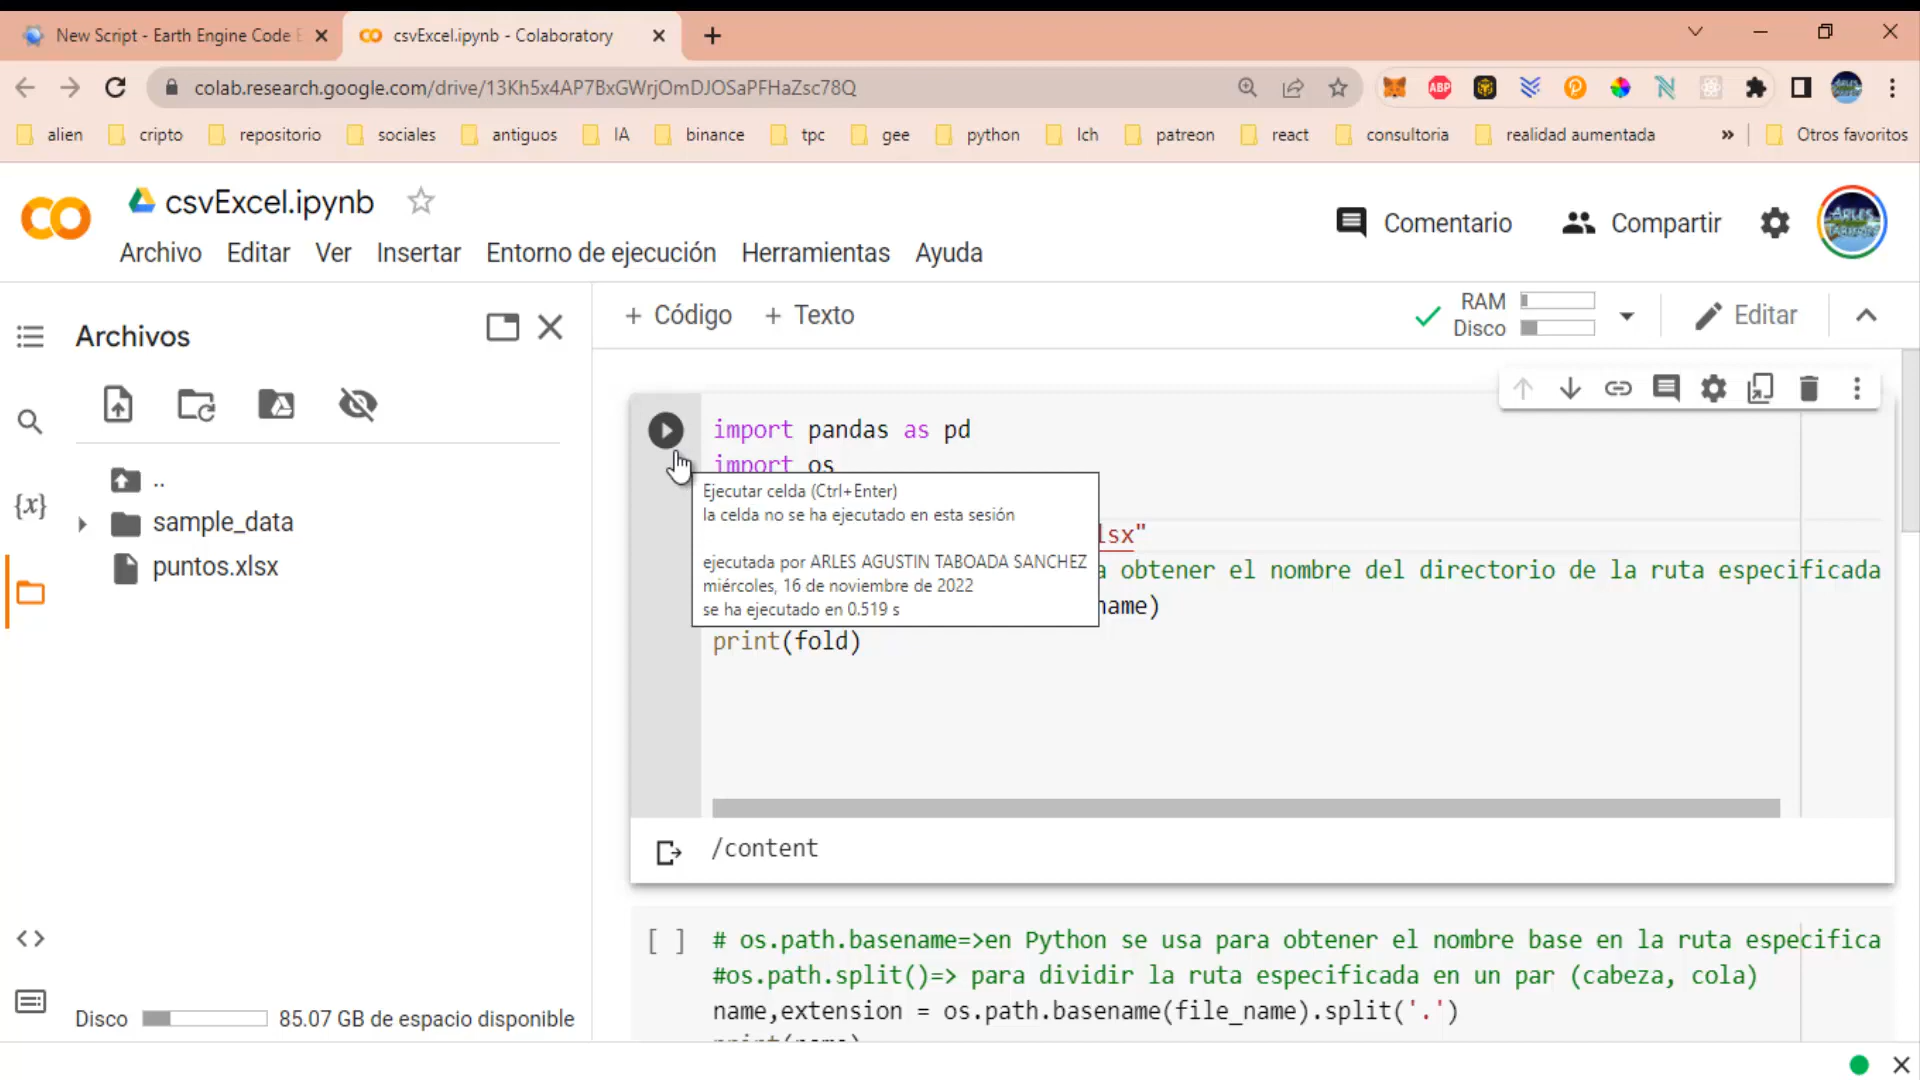 New Script - Earth Engine Code E
csvExcel.ipynb - Colaboratory
colab.research.google.com/drive/13Kh5x4AP7BxGWrjOmDJOSaPFHaZsc78Q
ABP
alien
cripto
repositorio
sociales
antiguos
IA
binance
tpc
gee
python
lch
patreon
react
consultoria
realidad aumentada
»
Otros favoritos
csvExcel.ipynb
Comentario
Compartir
Archivo
Editar
Ver
Insertar
Entorno de ejecución
Herramientas
Ayuda
Archivos
+ Código
+ Texto
RAM
Disco
Editar
..
sample_data
puntos.xlsx
{x}
import pandas as pd
import os
Ejecutar celda (Ctrl+Enter)
la celda no se ha ejecutado en esta sesión
ejecutada por ARLES AGUSTIN TABOADA SANCHEZ
miércoles, 16 de noviembre de 2022
se ha ejecutado en 0.519 s
lsx"
a obtener el nombre del directorio de la ruta especificada
name)
print(fold)
/content
[ ]
# os.path.basename=>en Python se usa para obtener el nombre base en la ruta especifica
#os.path.split()=> para dividir la ruta especificada en un par (cabeza, cola)
name,extension = os.path.basename(file_name).split('.')
print(name)
Disco
85.07 GB de espacio disponible